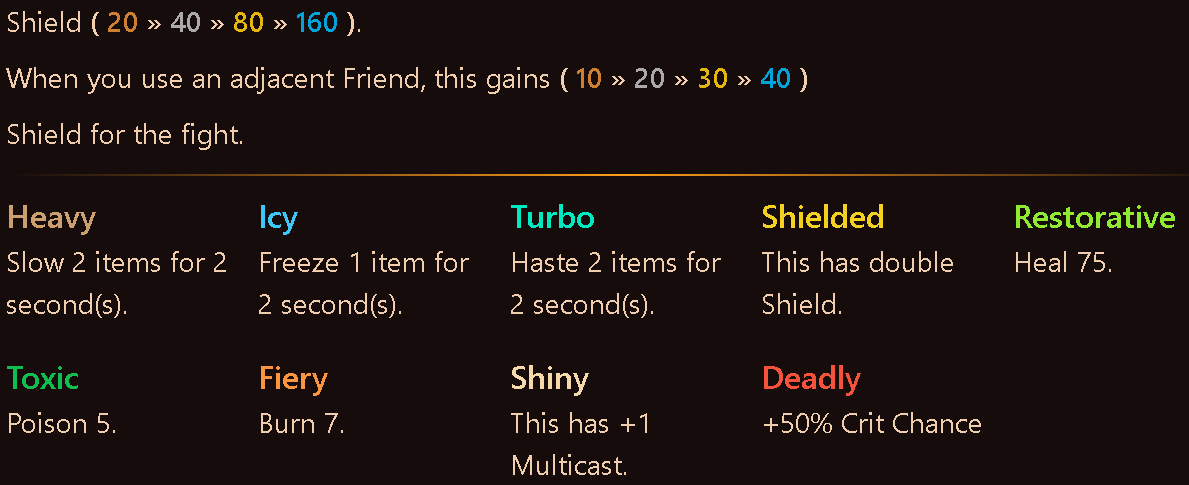 Shield ( 20 » 40 » 80 » 160 ).
When you use an adjacent Friend, this gains ( 10 » 20 » 30 » 40 )
Shield for the fight.
Heavy
Slow 2 items for 2
second(s).
Icy
Freeze 1 item for
2 second(s).
Turbo
Haste 2 items for
2 second(s).
Shielded
This has double
Shield.
Restorative
Heal 75.
Toxic
Poison 5.
Fiery
Burn 7.
Shiny
This has +1
Multicast.
Deadly
+50% Crit Chance